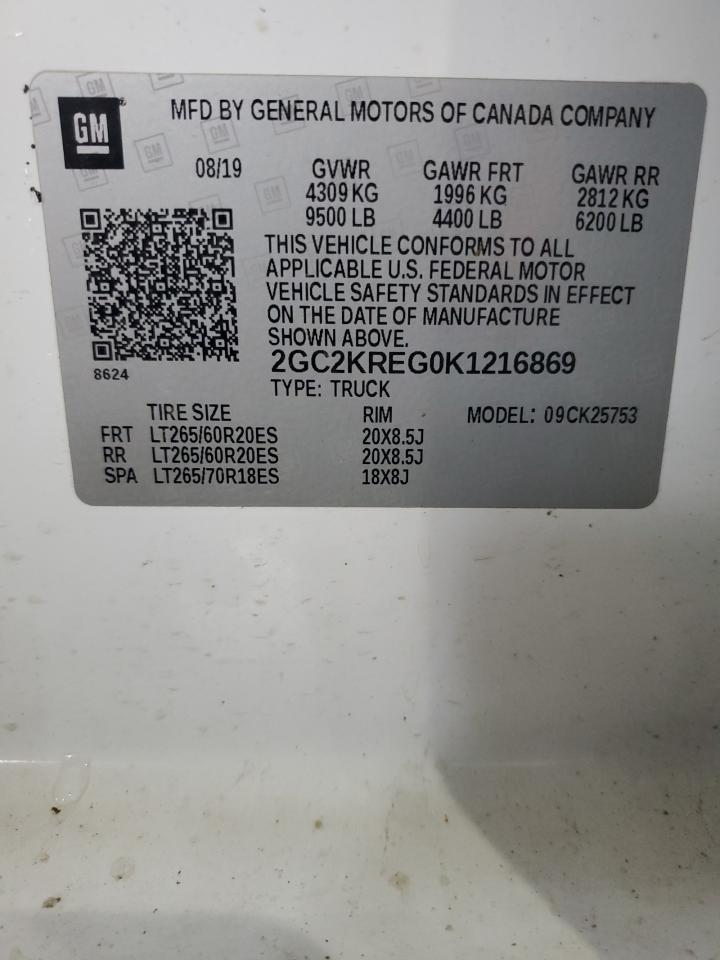 GM
MFD BY GENERAL MOTORS OF CANADA COMPANY
08/19 GVWR GAWR FRT GAWR RR
4309 KG 1996 KG 2812 KG
9500 LB 4400 LB 6200 LB
THIS VEHICLE CONFORMS TO ALL
APPLICABLE U.S. FEDERAL MOTOR
VEHICLE SAFETY STANDARDS IN EFFECT
ON THE DATE OF MANUFACTURE
SHOWN ABOVE.
2GC2KREG0K1216869
8624
TYPE: TRUCK
TIRE SIZE RIM MODEL: 09CK25753
FRT LT265/60R20ES 20X8.5J
RR LT265/60R20ES 20X8.5J
SPA LT265/70R18ES 18X8J